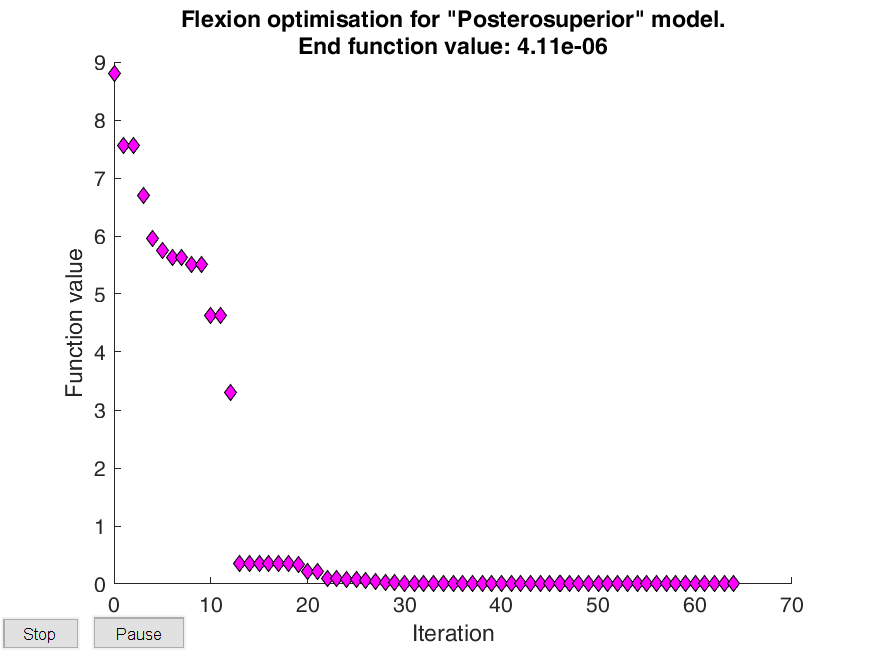 Flexion optimisation for "Posterosuperior" model.
End function value: 4.11e-06
9
8
7
6
5
4
3
2
1
0
Function value
0 10 20 30 40 50 60 70
Iteration
Stop Pause